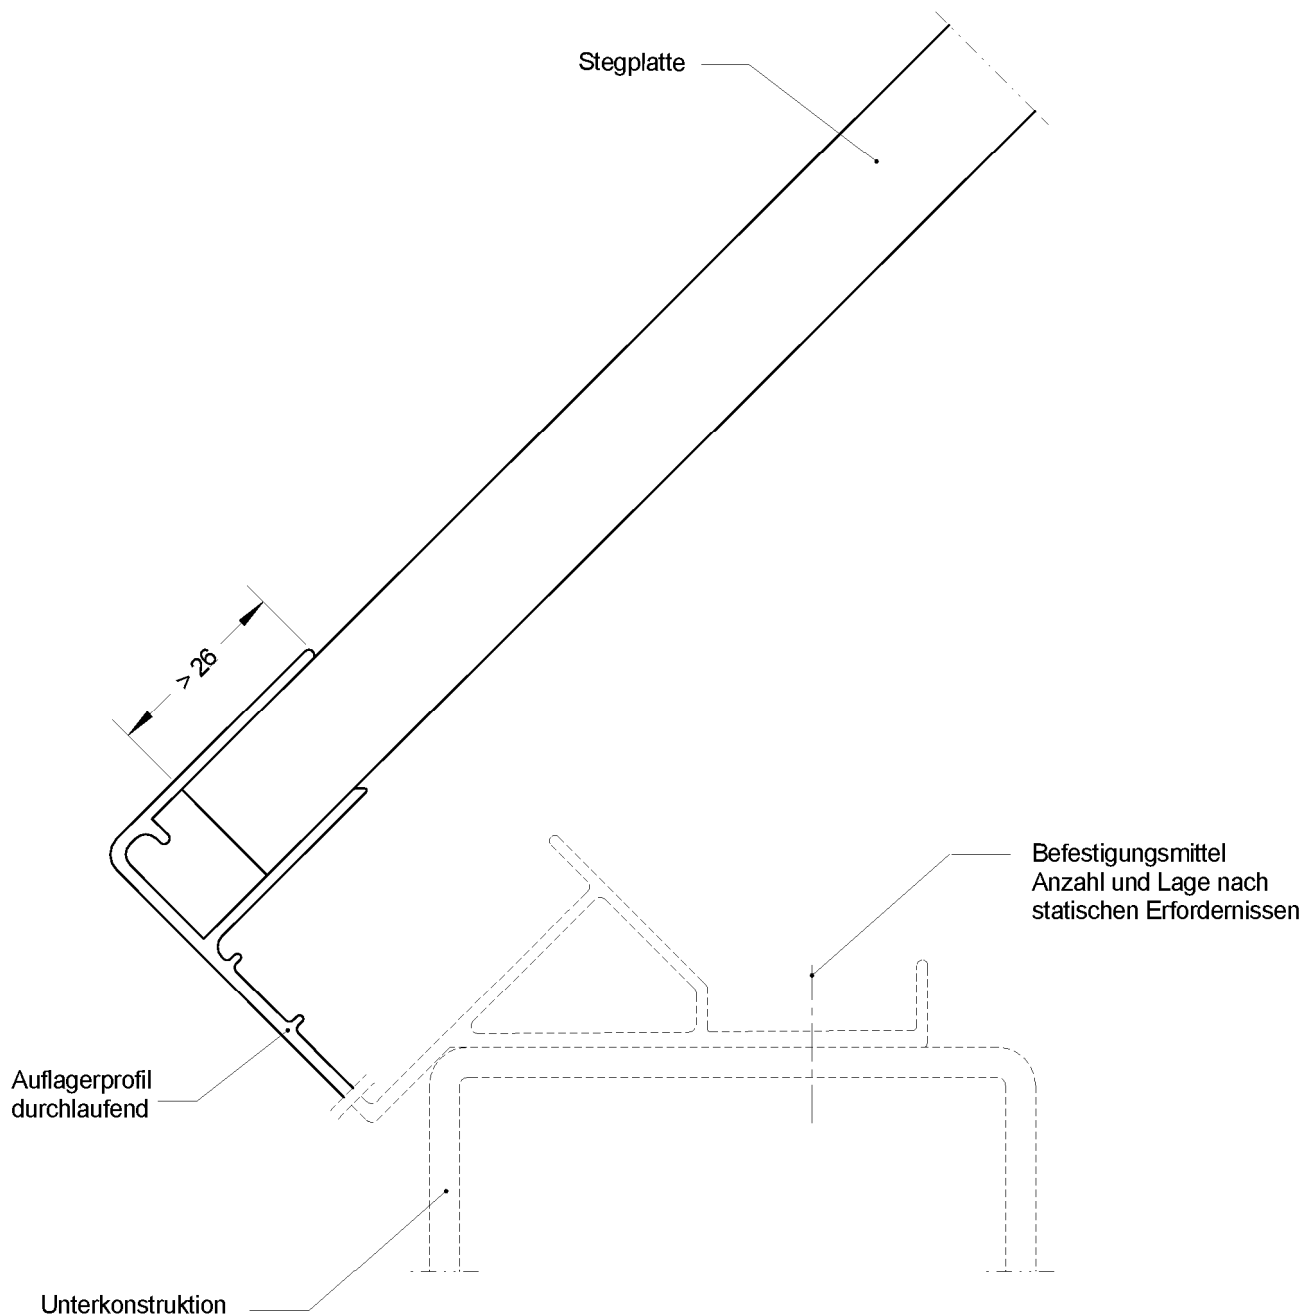 Stegplatte
> 26
Befestigungsmittel
Anzahl und Lage nach
statischen Erfordernissen
Auflagerprofil
durchlaufend
Unterkonstruktion